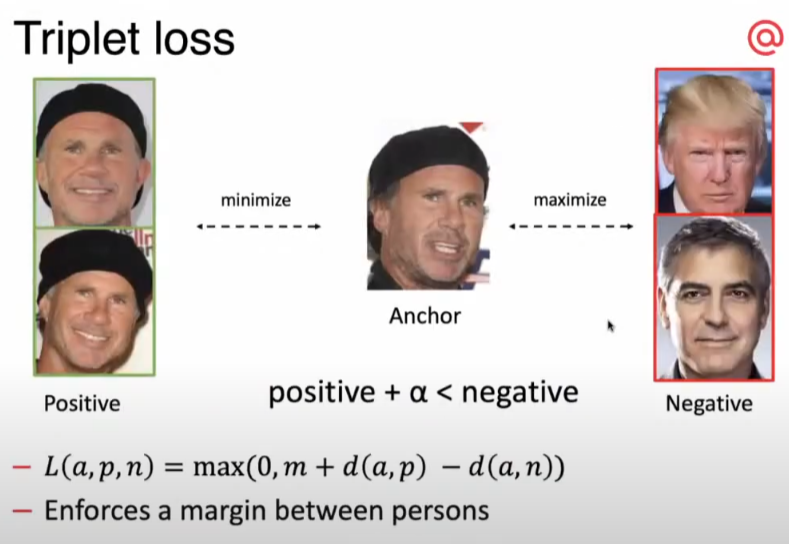 Triplet loss
@
minimize
maximize
Anchor
Positive
positive + α < negative
Negative
– L(a, p, n) = max(0, m + d(a, p) − d(a, n))
– Enforces a margin between persons